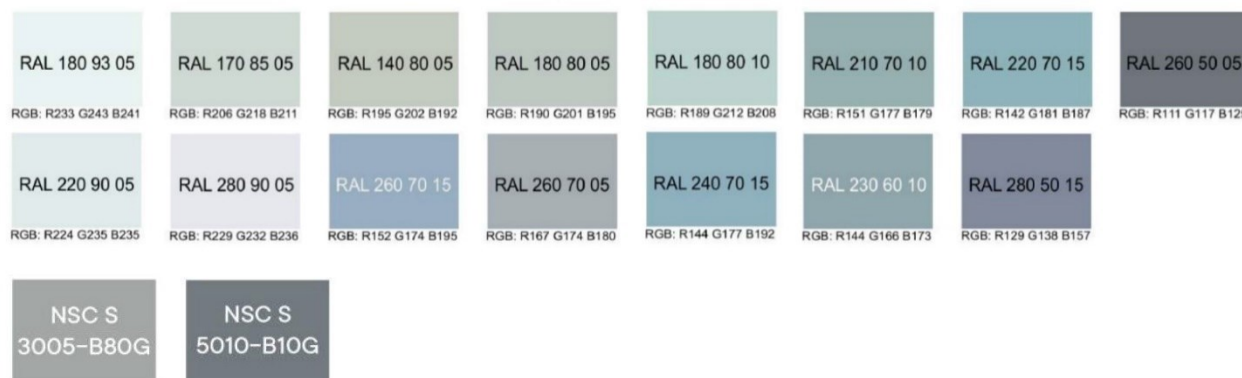 RAL 180 93 05
RAL 170 85 05
RAL 140 80 05
RAL 180 80 05
RAL 180 80 10
RAL 210 70 10
RAL 220 70 15
RAL 260 50 05
RGB: R233 G243 B241
RGB: R206 G218 B211
RGB: R195 G202 B192
RGB: R190 G201 B195
RGB: R189 G212 B208
RGB: R151 G177 B179
RGB: R142 G181 B187
RGB: R111 G117 B125
RAL 220 90 05
RAL 280 90 05
RAL 260 70 15
RAL 260 70 05
RAL 240 70 15
RAL 230 60 10
RAL 280 50 15
RGB: R224 G235 B235
RGB: R229 G232 B236
RGB: R152 G174 B195
RGB: R167 G174 B180
RGB: R144 G177 B192
RGB: R144 G166 B173
RGB: R129 G138 B157
NSC S
3005-B80G
NSC S
5010-B10G